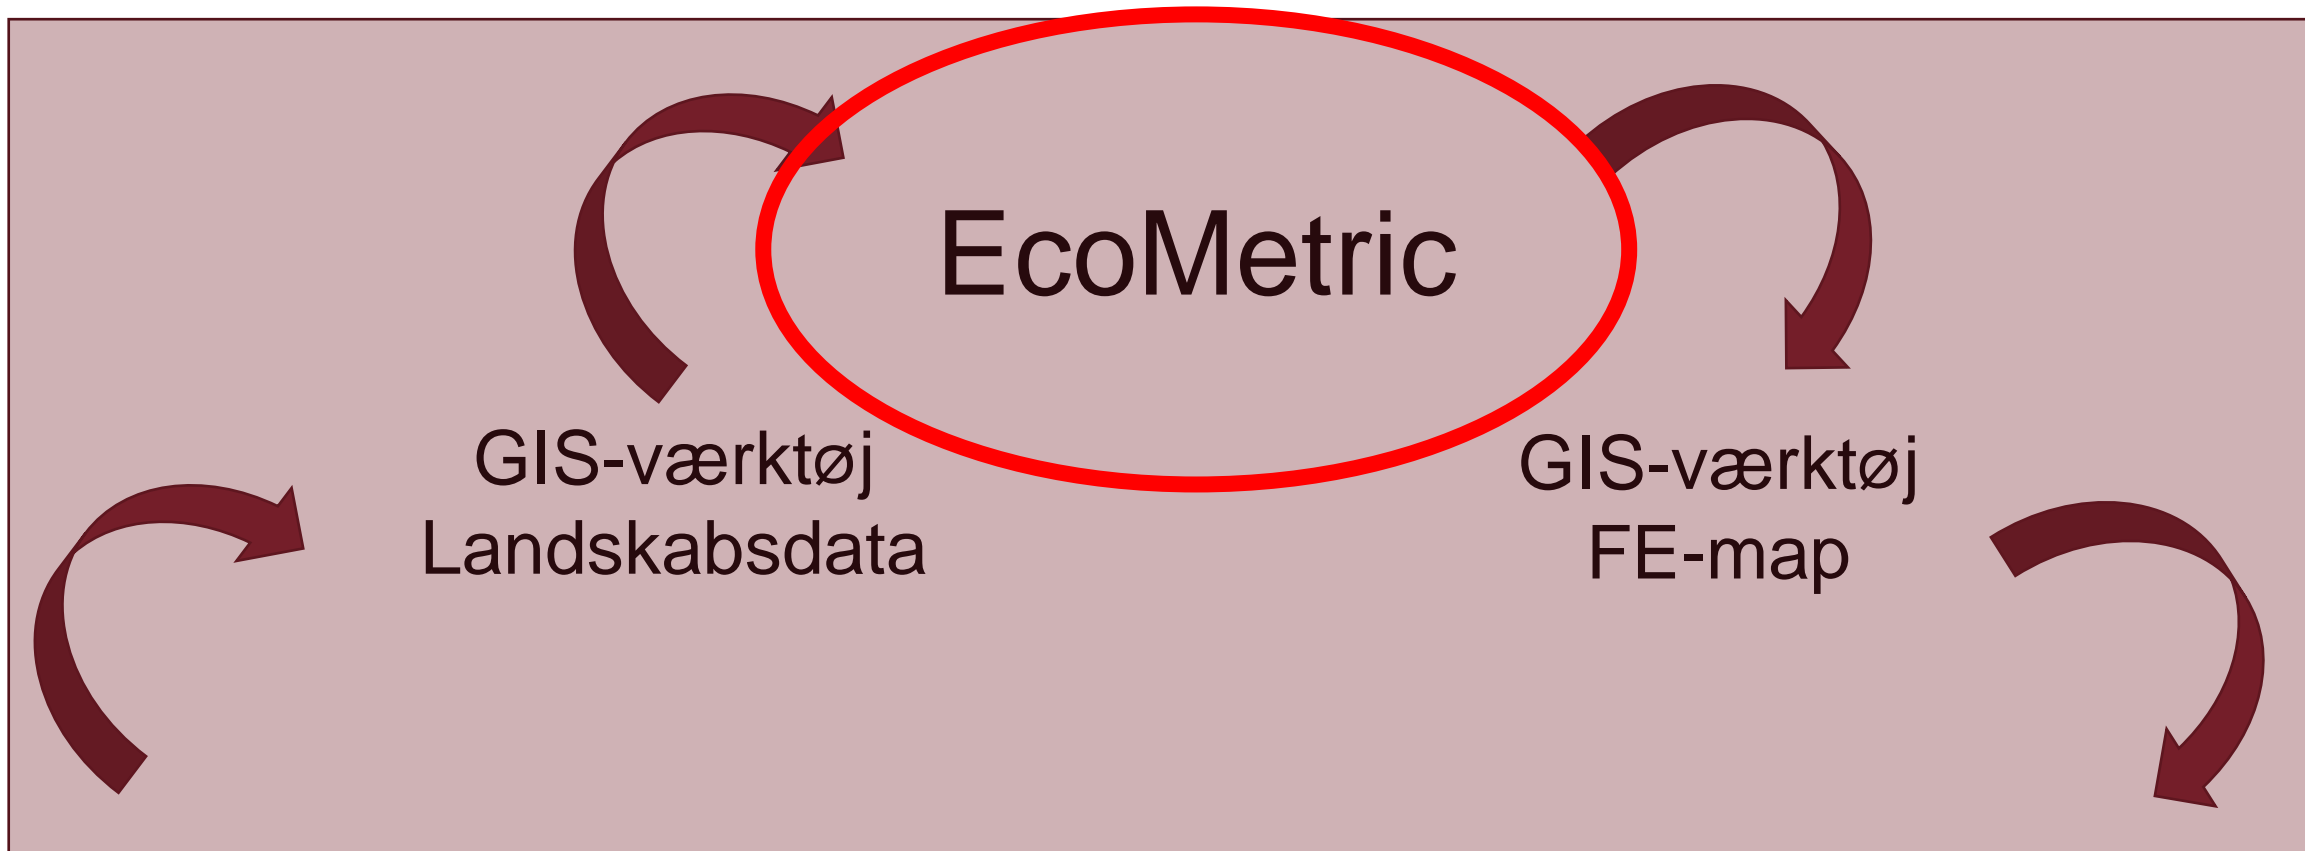 EcoMetric
GIS-værktøj
Landskabsdata
GIS-værktøj
FE-map